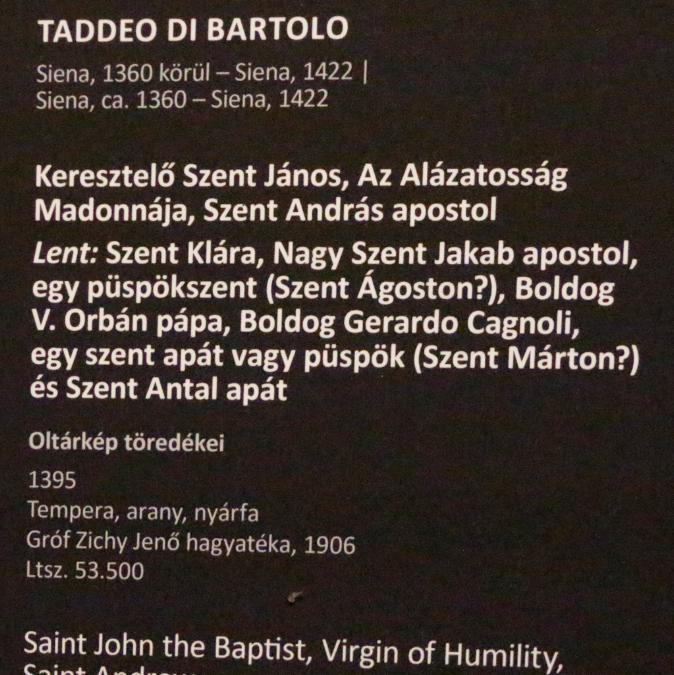 TADDEO DI BARTOLO
Siena, 1360 körül – Siena, 1422 |
Siena, ca. 1360 – Siena, 1422
Keresztelő Szent János, Az Alázatosság
Madonnája, Szent András apostol
Lent: Szent Klára, Nagy Szent Jakab apostol,
egy püspökszent (Szent Ágoston?), Boldog
V. Orbán pápa, Boldog Gerardo Cagnoli,
egy szent apát vagy püspök (Szent Márton?)
és Szent Antal apát
Oltárkép töredékei
1395
Tempera, arany, nyárfa
Gróf Zichy Jenő hagyatéka, 1906
Ltsz. 53.500
Saint John the Baptist, Virgin of Humility,
Saint Andrew